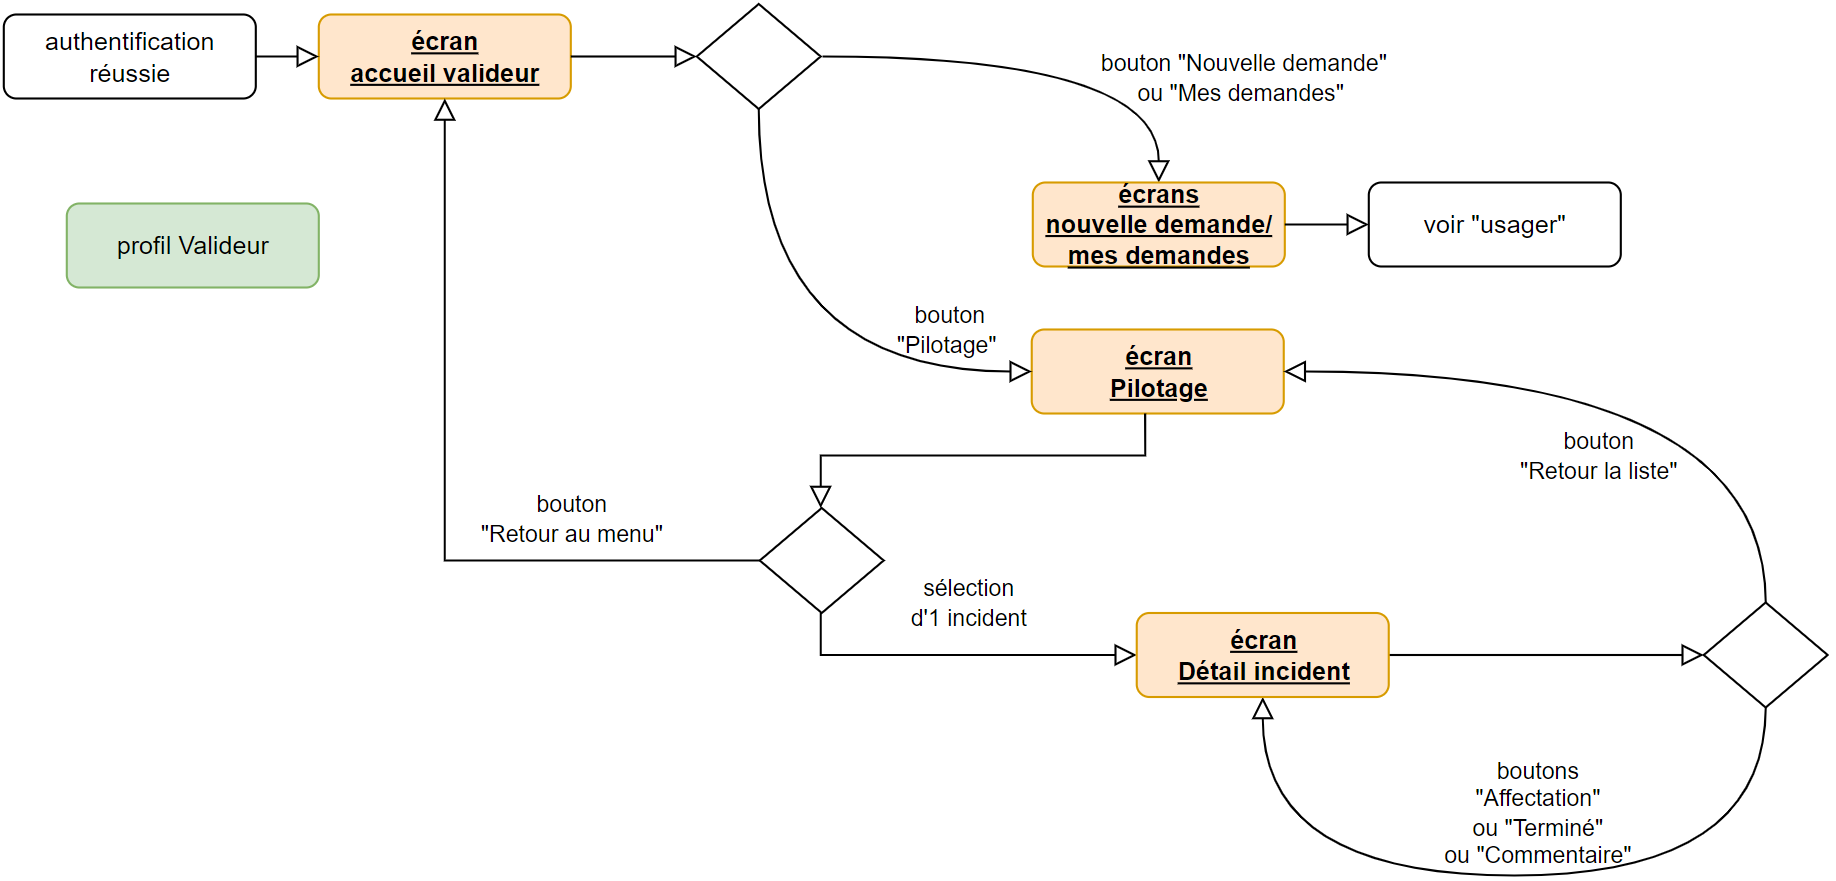 authentification
réussie
écran
accueil valideur
bouton "Nouvelle demande"
ou "Mes demandes"
écrans
nouvelle demande/
mes demandes
voir "usager"
profil Valideur
bouton
"Pilotage"
écran
Pilotage
bouton
"Retour la liste"
bouton
"Retour au menu"
sélection
d'1 incident
écran
Détail incident
boutons
"Affectation"
ou "Terminé"
ou "Commentaire"